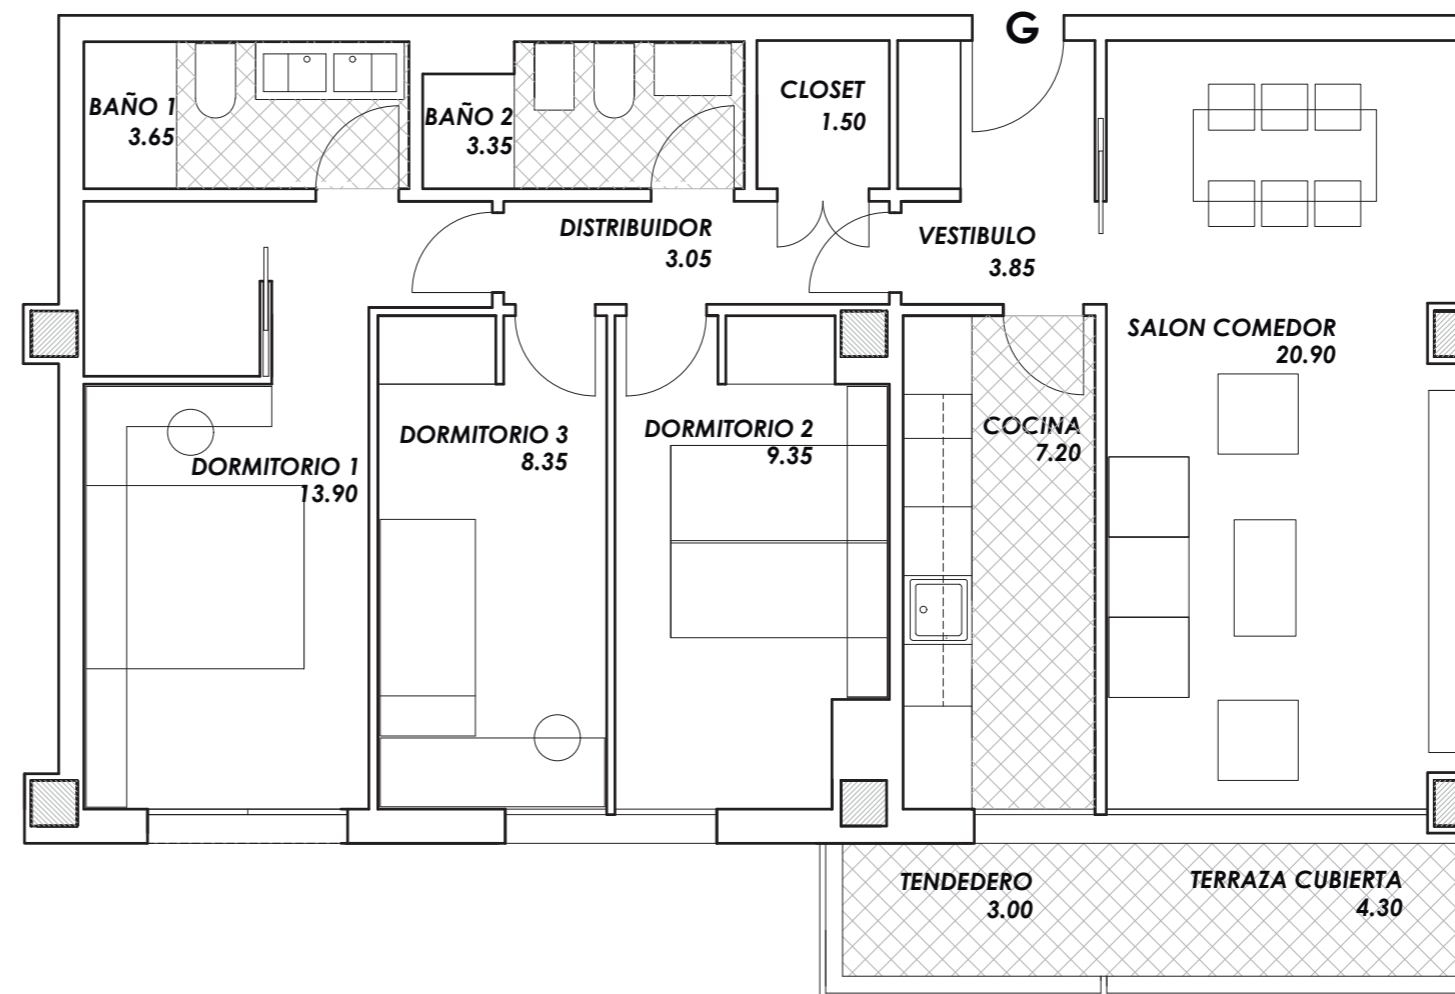 G
BAÑO 1
3.65
BAÑO 2
3.35
CLOSET
1.50
DISTRIBUIDOR
3.05
VESTIBULO
3.85
SALON COMEDOR
20.90
DORMITORIO 1
13.90
DORMITORIO 3
8.35
DORMITORIO 2
9.35
COCINA
7.20
TENDEDERO
3.00
TERRAZA CUBIERTA
4.30